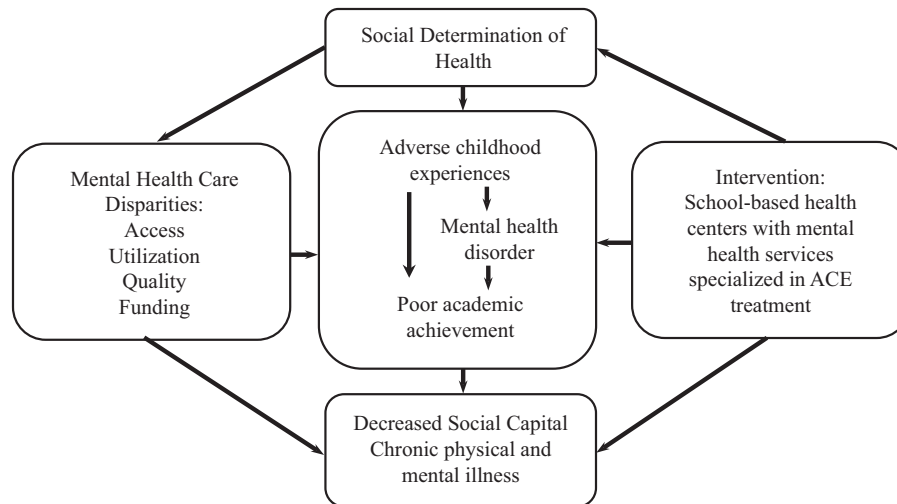 Social Determination of
Health
Adverse childhood
experiences
Mental health
disorder
Poor academic
achievement
Mental Health Care
Disparities:
Access
Utilization
Quality
Funding
Intervention:
School-based health
centers with mental
health services
specialized in ACE
treatment
Decreased Social Capital
Chronic physical and
mental illness